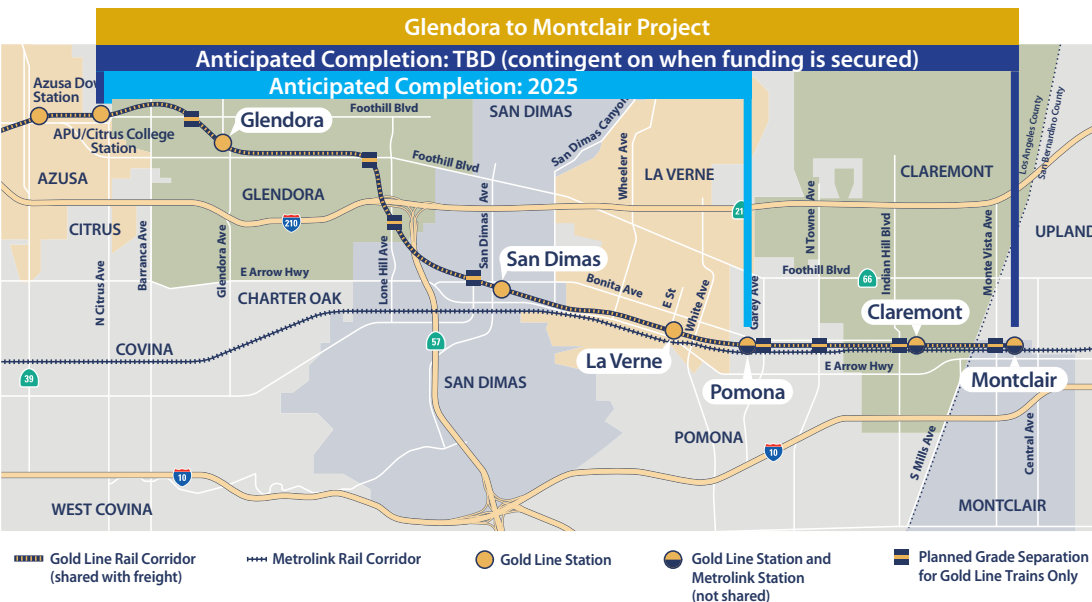 Glendora to Montclair Project
Anticipated Completion: TBD (contingent on when funding is secured)
Anticipated Completion: 2025
Azusa Dow
Station
APU/Citrus College
Station
Glendora
Foothill Blvd
SAN DIMAS
San Dimas Canyon
Foothill Blvd
Wheeler Ave
LA VERNE
CLAREMONT
Los Angeles County
San Bernardino County
AZUSA
GLENDORA
210
21
CITRUS
UPLAND
N Citrus Ave
Barranca Ave
Glendora Ave
E Arrow Hwy
Lone Hill Ave
San Dimas Ave
San Dimas
Bonita Ave
E St
White Ave
Garey Ave
N Towne Ave
Foothill Blvd
66
Indian Hill Blvd
Monte Vista Ave
CHARTER OAK
Claremont
COVINA
57
La Verne
E Arrow Hwy
39
SAN DIMAS
Pomona
Montclair
POMONA
10
10
S Mills Ave
Central Ave
WEST COVINA
MONTCLAIR
Gold Line Rail Corridor
(shared with freight)
Metrolink Rail Corridor
Gold Line Station
Gold Line Station and
Metrolink Station
(not shared)
Planned Grade Separation
for Gold Line Trains Only